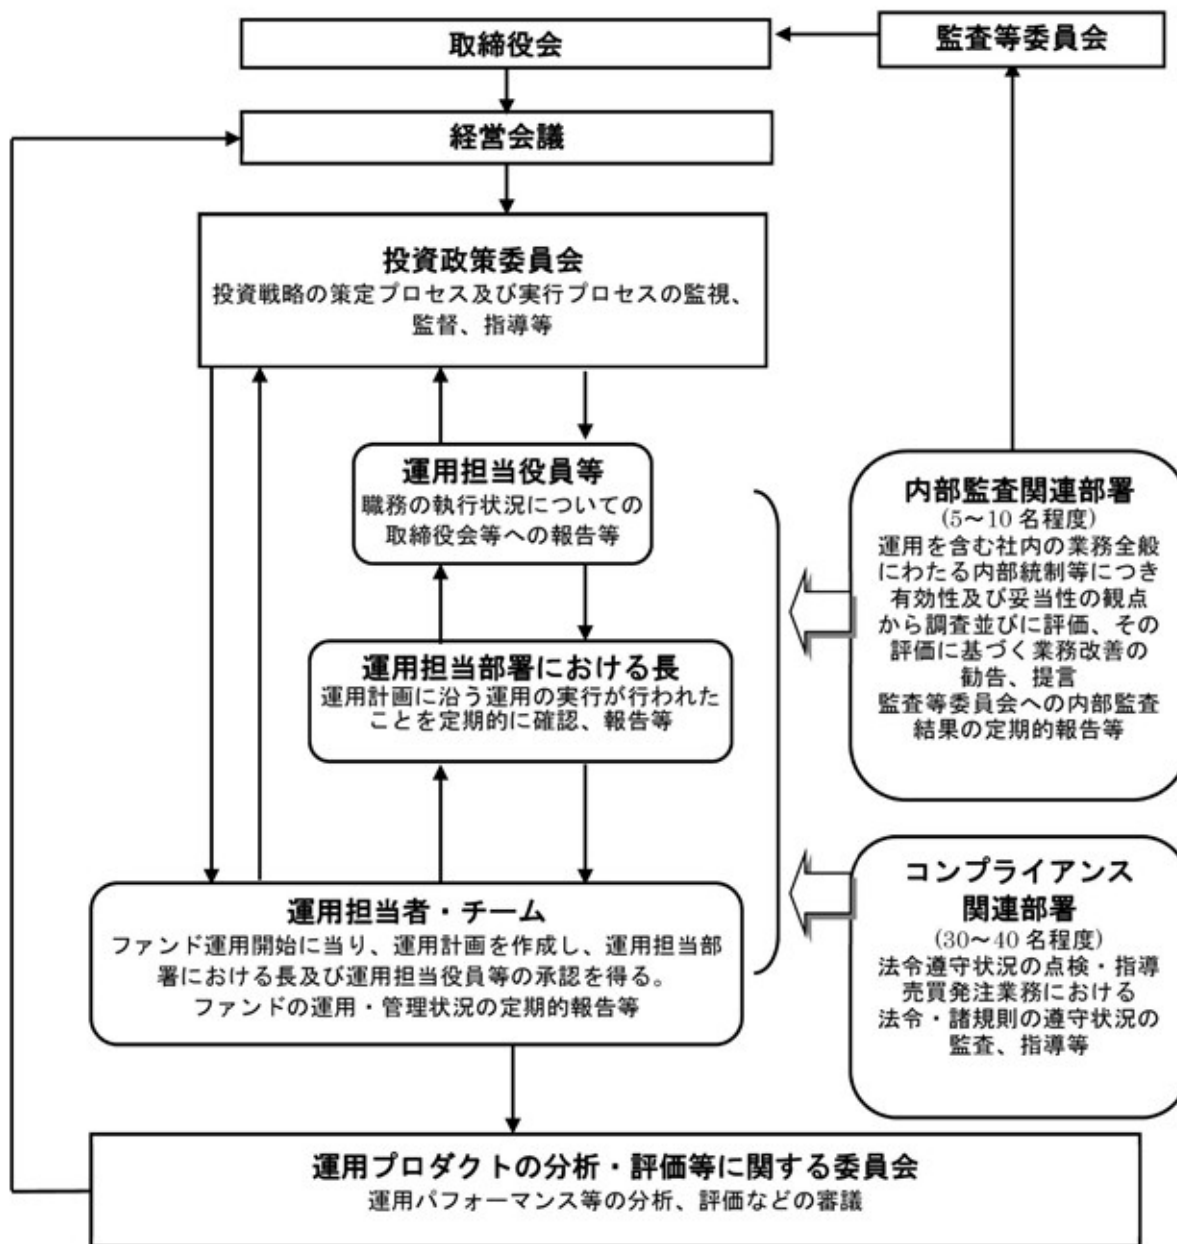 取締役会
監査等委員会
経営会議
投資政策委員会
投資戦略の策定プロセス及び実行プロセスの監視、
監督、指導等
運用担当役員等
職務の執行状況についての
取締役会等への報告等
運用担当部署における長
運用計画に沿う運用の実行が行われた
ことを定期的に確認、報告等
運用担当者・チーム
ファンド運用開始に当り、運用計画を作成し、運用担当部
署における長及び運用担当役員等の承認を得る。
ファンドの運用・管理状況の定期的報告等
内部監査関連部署
(5～10 名程度)
運用を含む社内の業務全般
にわたる内部統制等につき
有効性及び妥当性の観点
から調査並びに評価、その
評価に基づく業務改善の
勧告、提言
監査等委員会への内部監査
結果の定期的報告等
コンプライアンス
関連部署
(30～40 名程度)
法令遵守状況の点検・指導
売買発注業務における
法令・諸規則の遵守状況の
監査、指導等
運用プロダクトの分析・評価等に関する委員会
運用パフォーマンス等の分析、評価などの審議